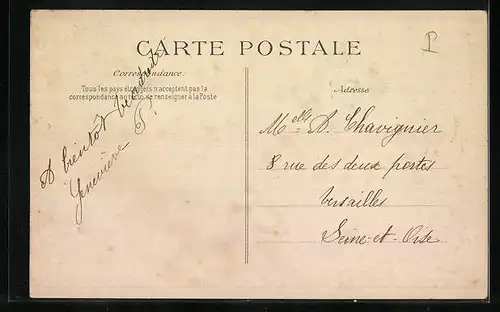 CARTE POSTALE
Correspondance:
Tous les pays étrangers n'acceptent pas la
correspondance au recto, se renseigner à la Poste
A bientôt
Geneviève P.
Adresse
Melle A. Chavignier
8 rue des deux portes
Versailles
Seine-et-Oise
P